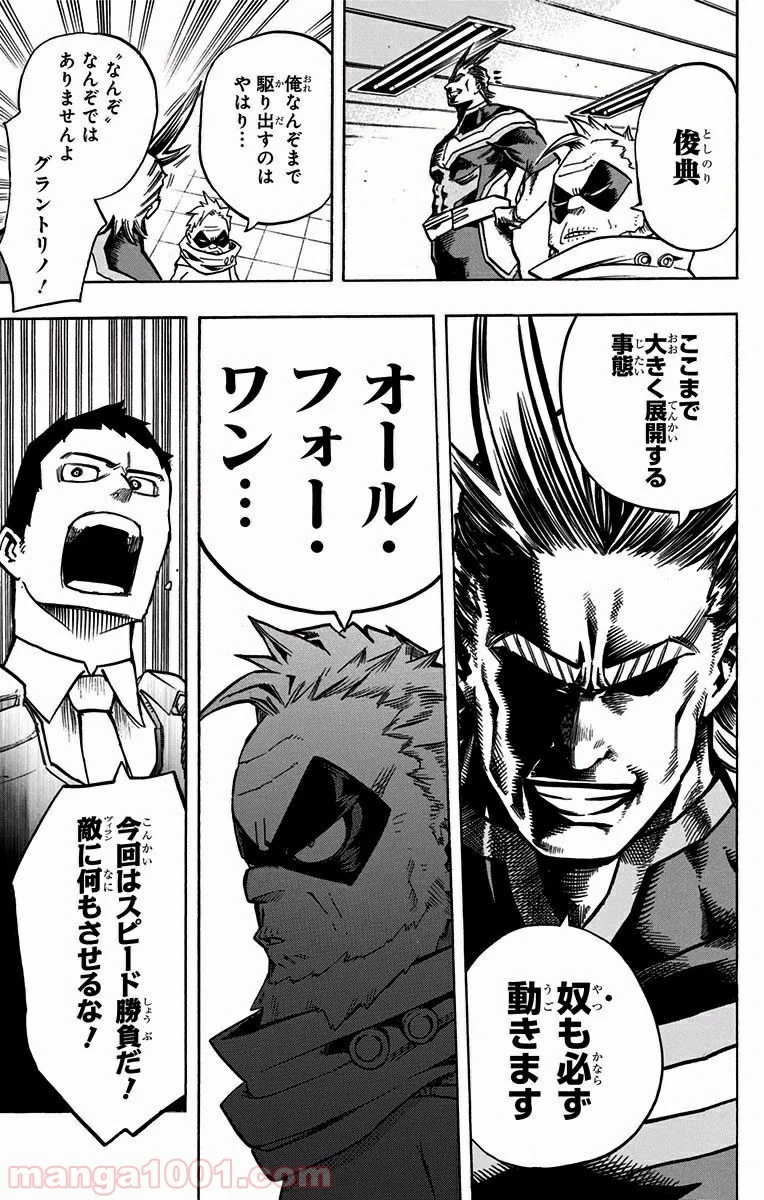 俊典
俺なんぞまで
駆り出すのは
やはり…
"なんぞ"
なんぞでは
ありませんよ
グラントリノ!
ここまで
大きく展開する
事態
奴も必ず
動きます
オール・
フォー・
ワン…
今回はスピード勝負だ!
敵に何もさせるな!
manga1001.com